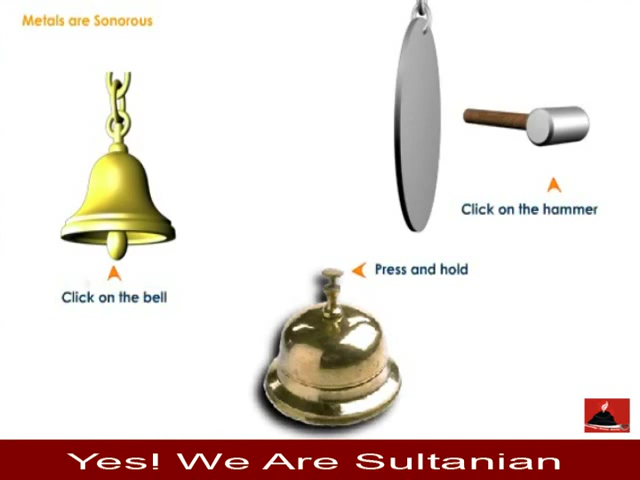 Metals are Sonorous
Click on the hammer
Press and hold
Click on the bell
Yes! We Are Sultanian